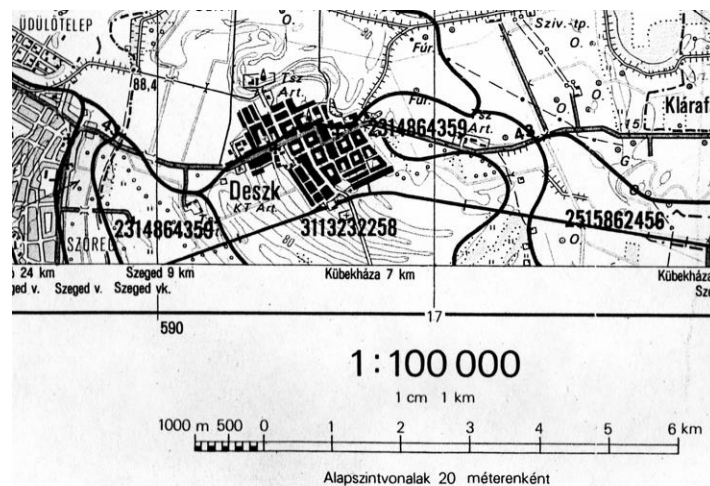 ÜDÜLŐTELEP
O.
Sziv.-tp.
O.
Fúr.
Tsz
Art.
88,4
Fúr.
Kláraf
Tsz
Art.
2314864359
O.
15
43
G
Deszk
KT Art.
O.
2314864359
3113232258
2515862456
SZŐREG
80
O.
24 km
Szeged 9 km
Kübekháza 7 km
Kübekháza
ged v.
Szeged v.
Szeged vk.
Sze
17
590
1:100 000
1 cm 1 km
1000 m 500 0 1 2 3 4 5 6 km
Alapszintvonalak 20 méterenként